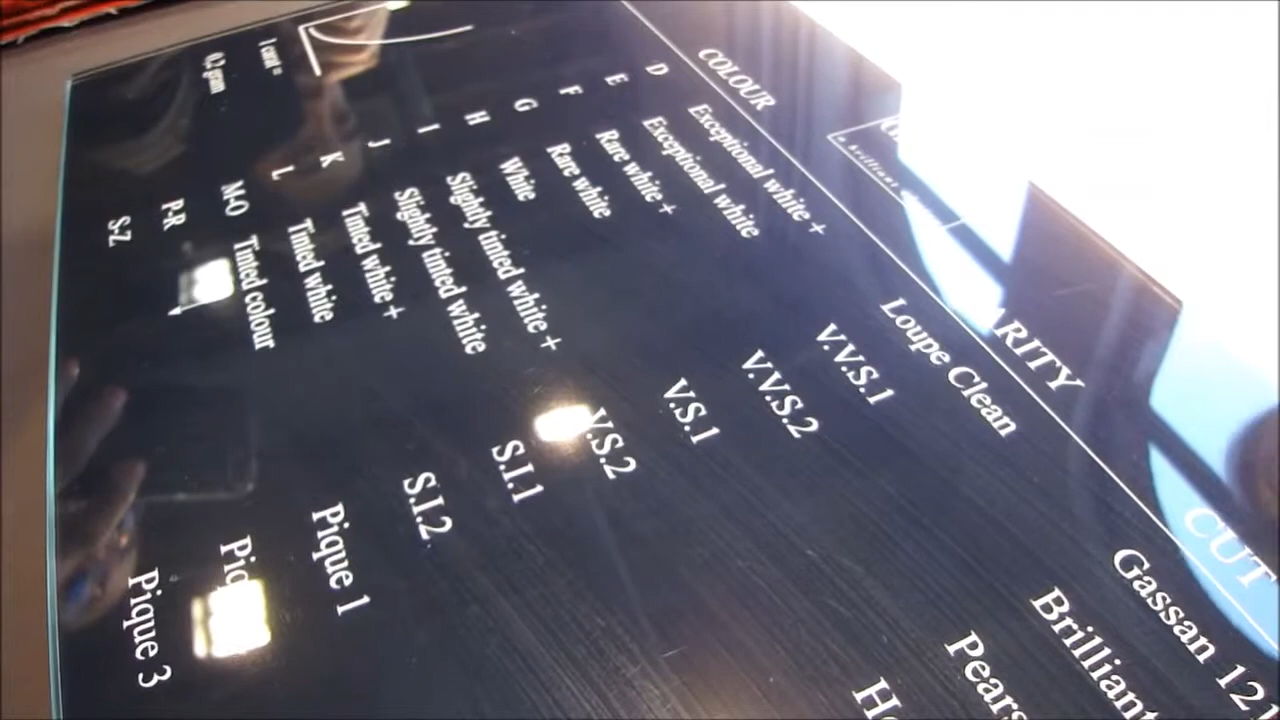 COLOUR
D Exceptional white +
E Exceptional white
F Rare white +
G Rare white
H White
I Slightly tinted white +
J Slightly tinted white
K Tinted white +
L Tinted white
M-O Tinted colour
P-R
S-Z
1 carat =
0.2 gram
RITY
Loupe Clean
V.V.S.1
V.V.S.2
V.S.1
V.S.2
S.I.1
S.I.2
Pique 1
Pique 3
CUT
Gassan 121
Brilliant
Pears
a brilliant